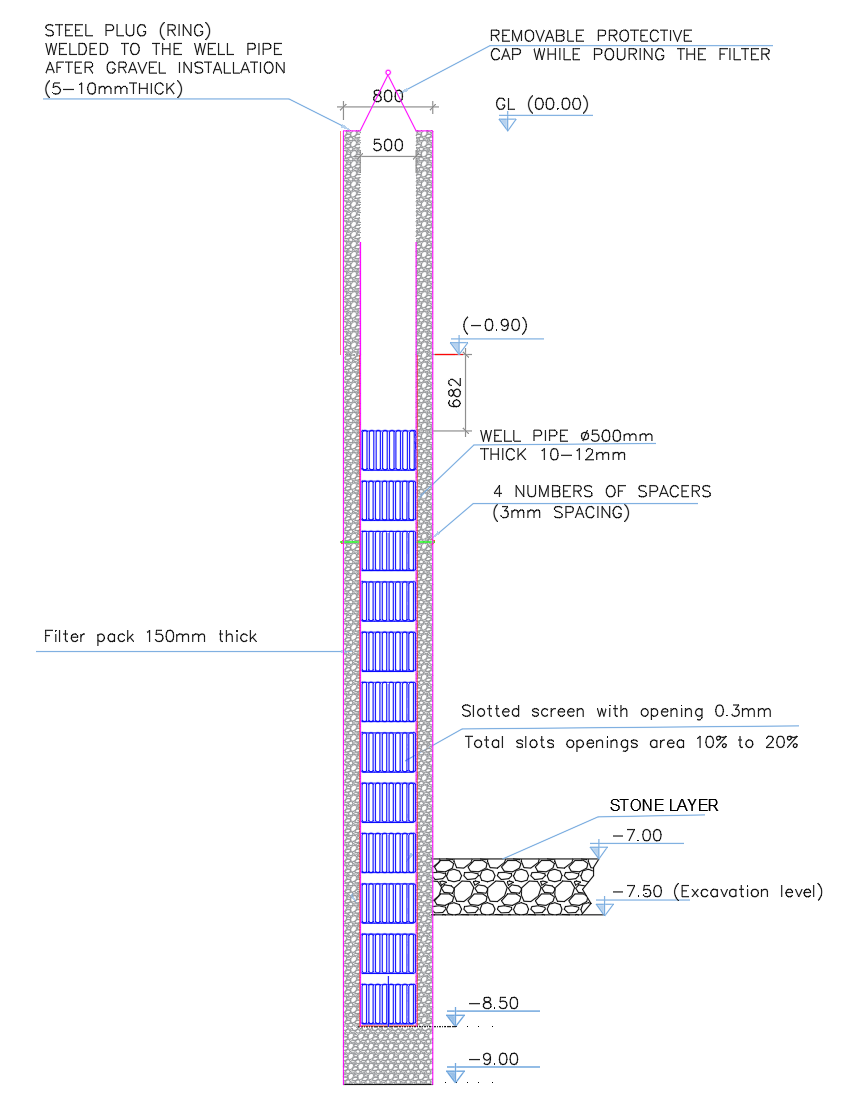 STEEL PLUG (RING)
WELDED TO THE WELL PIPE
AFTER GRAVEL INSTALLATION
(5-10mmTHICK)
REMOVABLE PROTECTIVE
CAP WHILE POURING THE FILTER
800
GL (00.00)
500
(-0.90)
682
WELL PIPE ø500mm
THICK 10-12mm
4 NUMBERS OF SPACERS
(3mm SPACING)
Filter pack 150mm thick
Slotted screen with opening 0.3mm
Total slots openings area 10% to 20%
STONE LAYER
-7.00
-7.50 (Excavation level)
-8.50
-9.00